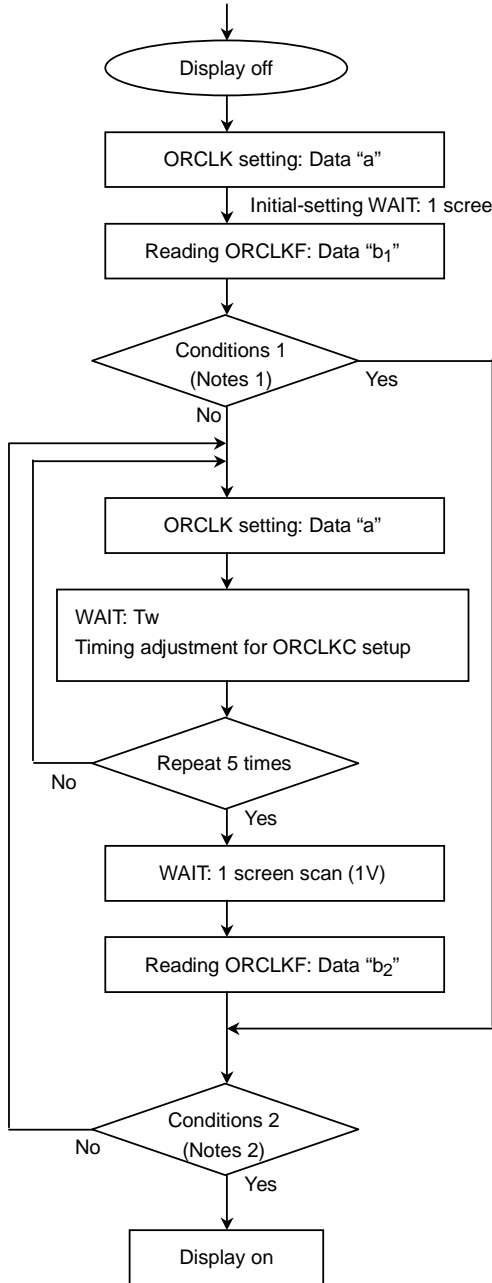 Display off
ORCLK setting: Data “a”
Initial-setting WAIT: 1 scree
Reading ORCLKF: Data “b1”
Conditions 1
(Notes 1)
Yes
No
ORCLK setting: Data “a”
WAIT: Tw
Timing adjustment for ORCLKC setup
Repeat 5 times
No
Yes
WAIT: 1 screen scan (1V)
Reading ORCLKF: Data “b2”
Conditions 2
(Notes 2)
No
Yes
Display on